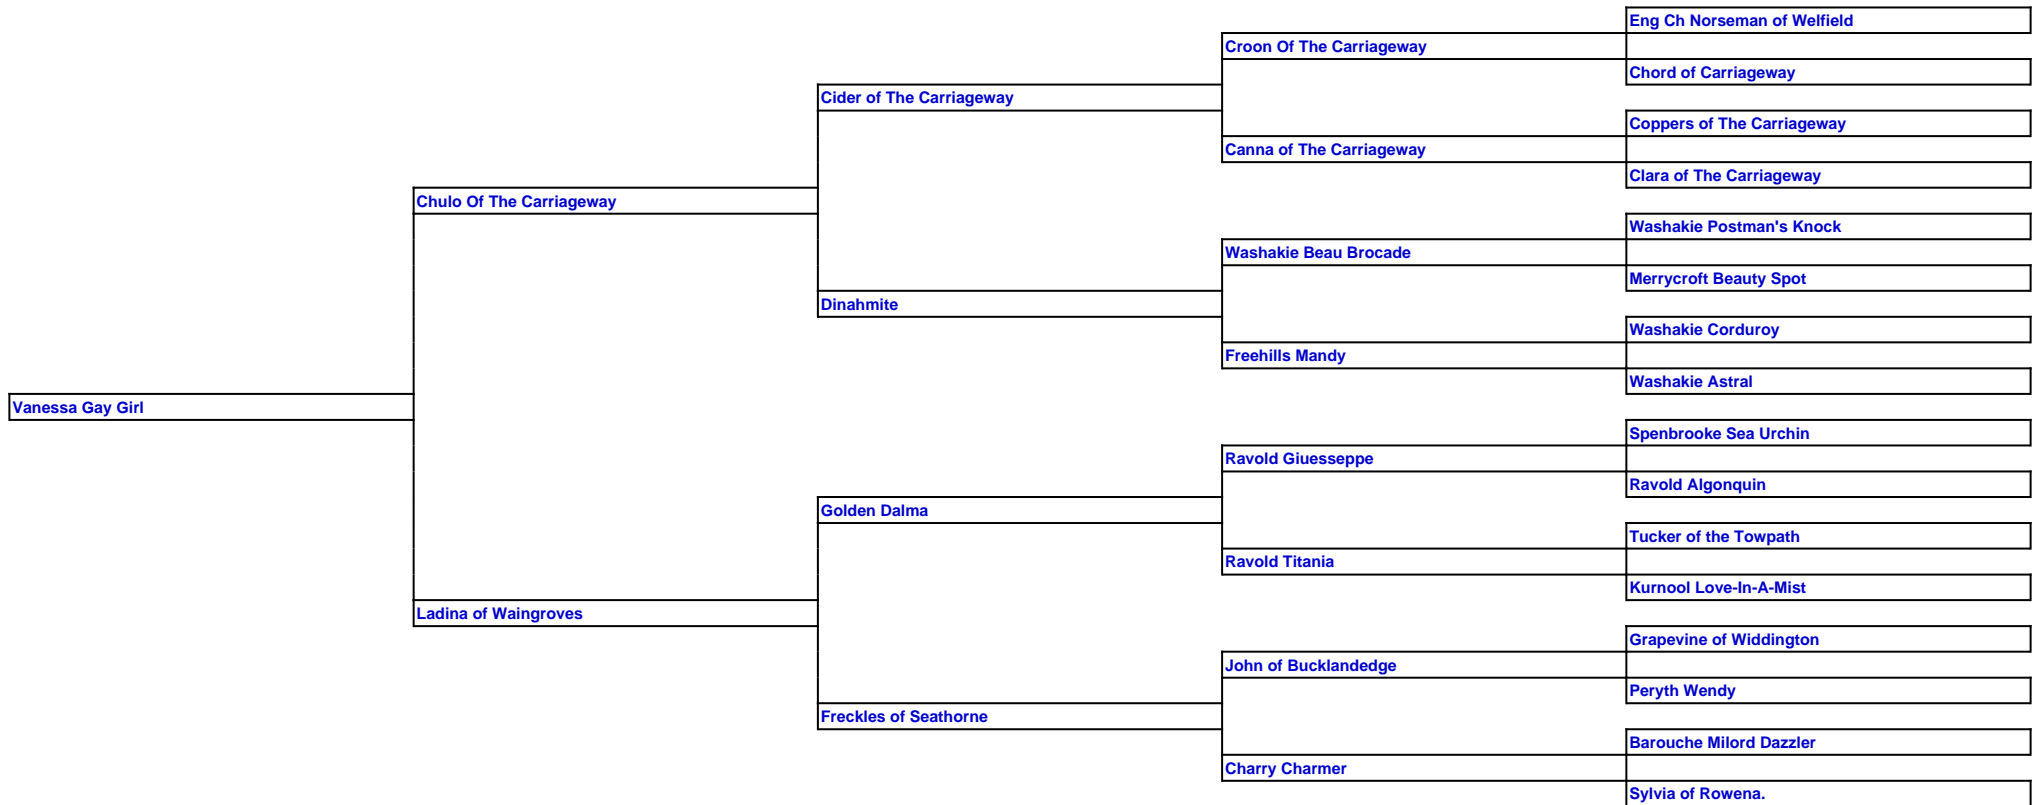 Eng Ch Norseman of Welfield
Croon Of The Carriageway
Chord of Carriageway
Cider of The Carriageway
Coppers of The Carriageway
Canna of The Carriageway
Clara of The Carriageway
Chulo Of The Carriageway
Washakie Postman's Knock
Washakie Beau Brocade
Merrycroft Beauty Spot
Dinahmite
Washakie Corduroy
Freehills Mandy
Washakie Astral
Vanessa Gay Girl
Spenbrooke Sea Urchin
Ravold Giuesseppe
Ravold Algonquin
Golden Dalma
Tucker of the Towpath
Ravold Titania
Kurnool Love-In-A-Mist
Ladina of Waingroves
Grapevine of Widdington
John of Bucklandedge
Peryth Wendy
Freckles of Seathorne
Barouche Milord Dazzler
Charry Charmer
Sylvia of Rowena.